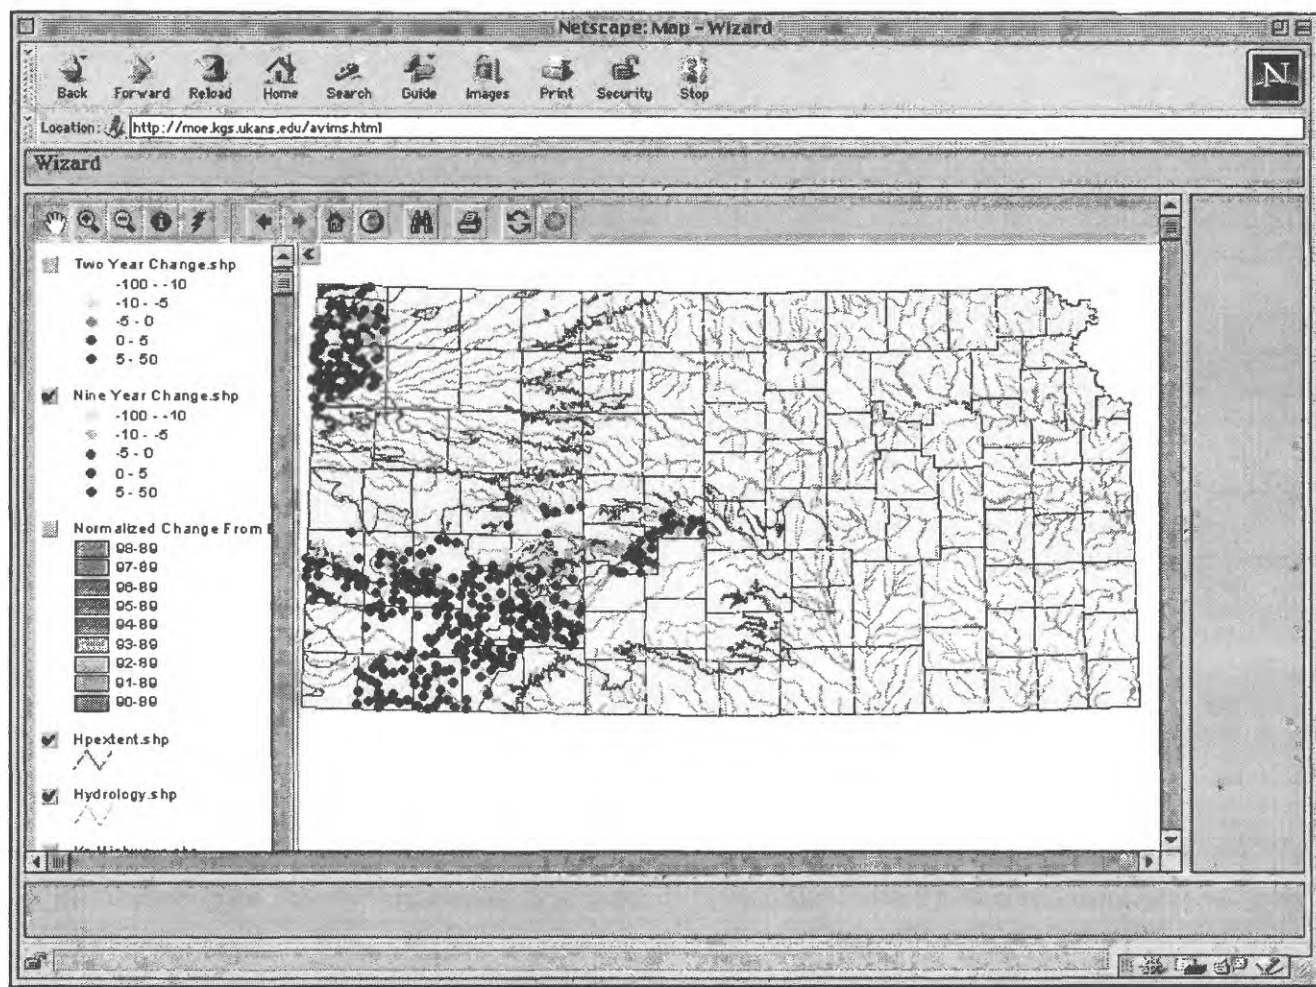 Netscape: Map - Wizard
Back Forward Reload Home Search Guide Images Print Security Stop
N
Location: http://moe.kgs.ukans.edu/avims.html
Wizard
Two Year Change.shp
-100 - -10
-10 - -5
-5 - 0
0 - 5
5 - 50
Nine Year Change.shp
-100 - -10
-10 - -5
-5 - 0
0 - 5
5 - 50
Normalized Change From
98-89
97-89
96-89
95-89
94-89
93-89
92-89
91-89
90-89
Hpextent.shp
Hydrology.shp